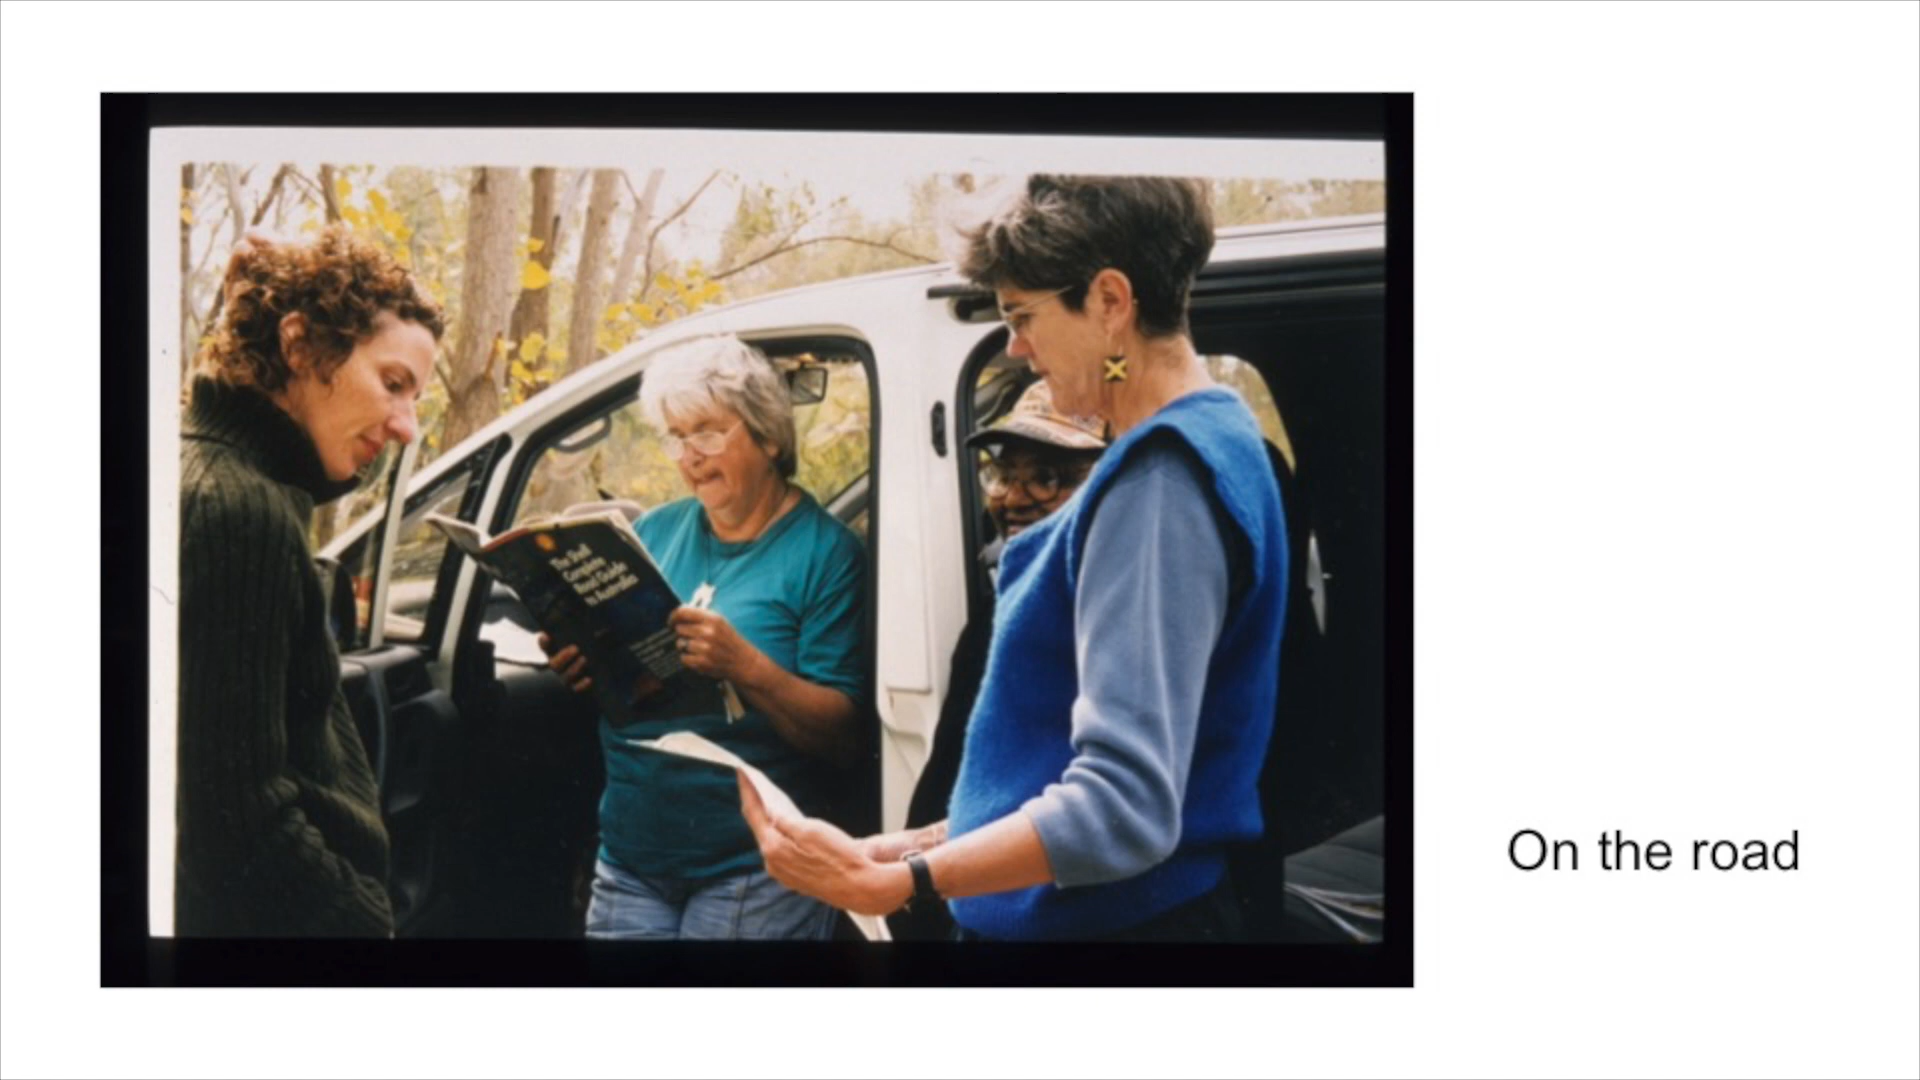 The Shell
Complete
Road Guide
to Australia
On the road